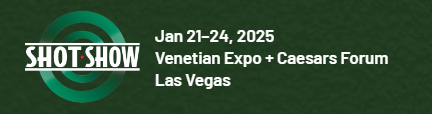 SHOT SHOW
Jan 21–24, 2025
Venetian Expo + Caesars Forum
Las Vegas